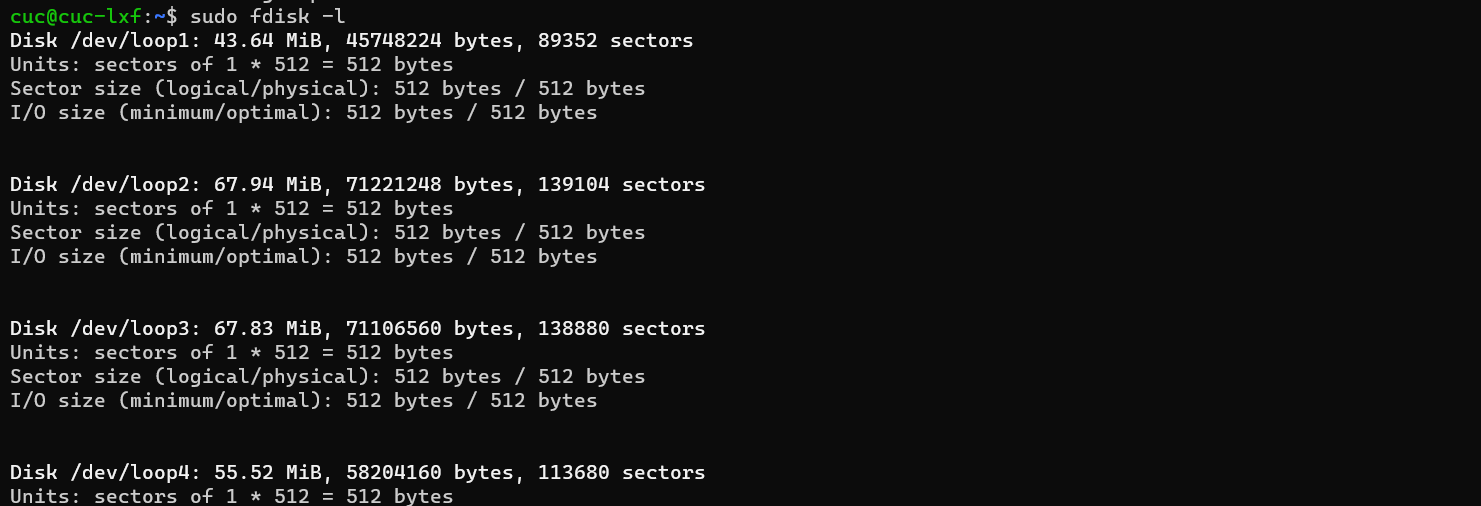 cuc@cuc-lxf:~$ sudo fdisk -l
Disk /dev/loop1: 43.64 MiB, 45748224 bytes, 89352 sectors
Units: sectors of 1 * 512 = 512 bytes
Sector size (logical/physical): 512 bytes / 512 bytes
I/O size (minimum/optimal): 512 bytes / 512 bytes
Disk /dev/loop2: 67.94 MiB, 71221248 bytes, 139104 sectors
Units: sectors of 1 * 512 = 512 bytes
Sector size (logical/physical): 512 bytes / 512 bytes
I/O size (minimum/optimal): 512 bytes / 512 bytes
Disk /dev/loop3: 67.83 MiB, 71106560 bytes, 138880 sectors
Units: sectors of 1 * 512 = 512 bytes
Sector size (logical/physical): 512 bytes / 512 bytes
I/O size (minimum/optimal): 512 bytes / 512 bytes
Disk /dev/loop4: 55.52 MiB, 58204160 bytes, 113680 sectors
Units: sectors of 1 * 512 = 512 bytes